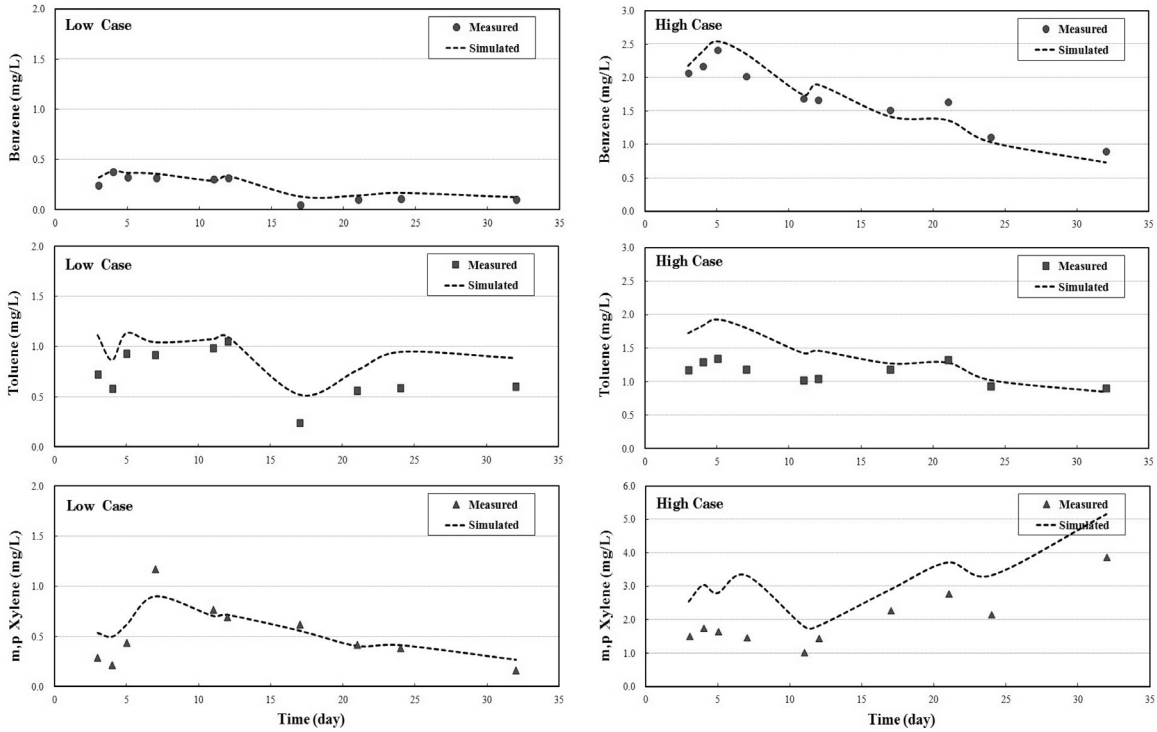 Low Case
Measured
Simulated
Benzene (mg/L)
2.0
1.5
1.0
0.5
0.0
0 5 10 15 20 25 30 35
High Case
Measured
Simulated
Benzene (mg/L)
3.0
2.5
2.0
1.5
1.0
0.5
0.0
0 5 10 15 20 25 30 35
Low Case
Measured
Simulated
Toluene (mg/L)
2.0
1.5
1.0
0.5
0.0
0 5 10 15 20 25 30 35
High Case
Measured
Simulated
Toluene (mg/L)
3.0
2.5
2.0
1.5
1.0
0.5
0.0
0 5 10 15 20 25 30 35
Low Case
Measured
Simulated
m,p Xylene (mg/L)
2.0
1.5
1.0
0.5
0.0
0 5 10 15 20 25 30 35
Time (day)
High Case
Measured
Simulated
m,p Xylene (mg/L)
6.0
5.0
4.0
3.0
2.0
1.0
0.0
0 5 10 15 20 25 30 35
Time (day)